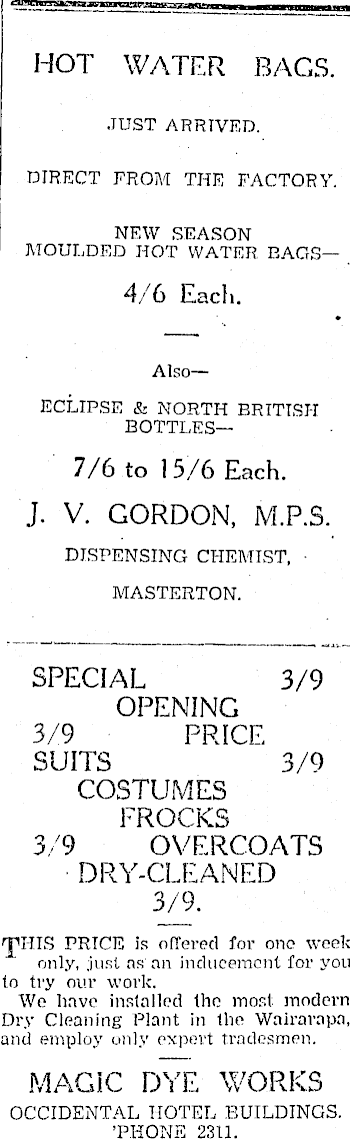 HOT WATER BAGS.
JUST ARRIVED.
DIRECT FROM THE FACTORY.
NEW SEASON
MOULDED HOT WATER BAGS—
4/6 Each.
Also—
ECLIPSE & NORTH BRITISH
BOTTLES—
7/6 to 15/6 Each.
J. V. GORDON, M.P.S.
DISPENSING CHEMIST,
MASTERTON.
SPECIAL 3/9
OPENING
3/9 PRICE
SUITS 3/9
COSTUMES
FROCKS
3/9 OVERCOATS
DRY-CLEANED
3/9.
THIS PRICE is offered for one week
only, just as an inducement for you
to try our work.
We have installed the most modern
Dry Cleaning Plant in the Wairarapa,
and employ only expert tradesmen.
MAGIC DYE WORKS
OCCIDENTAL HOTEL BUILDINGS.
'PHONE 2311.